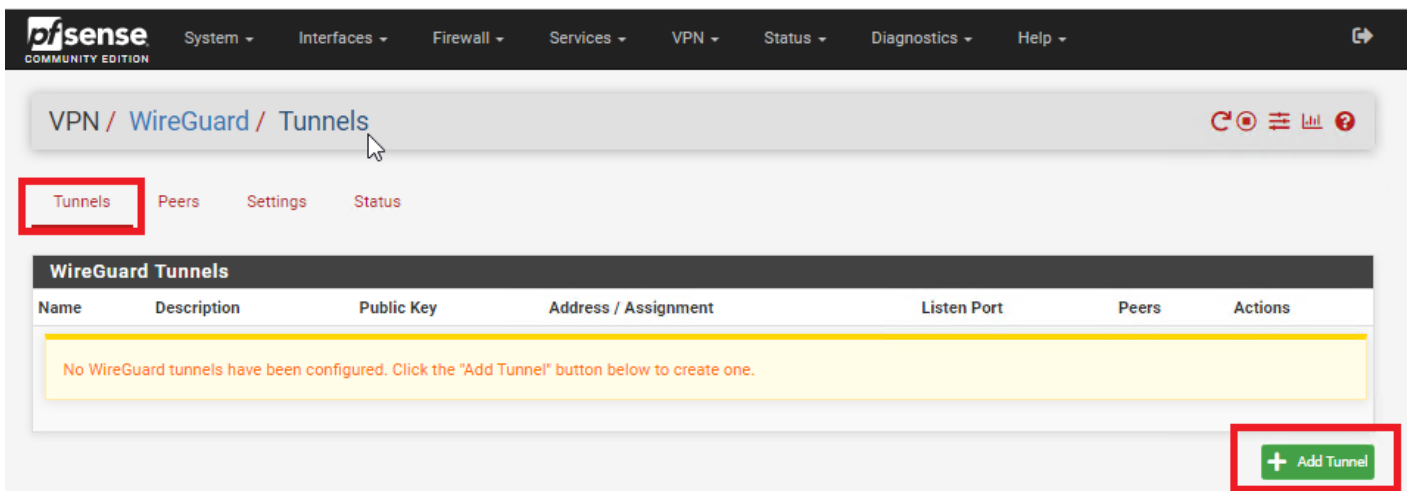 pfsense System Interfaces Firewall Services VPN Status Diagnostics Help
COMMUNITY EDITION
VPN / WireGuard / Tunnels
Tunnels Peers Settings Status
WireGuard Tunnels
Name Description Public Key Address / Assignment Listen Port Peers Actions
No WireGuard tunnels have been configured. Click the "Add Tunnel" button below to create one.
Add Tunnel